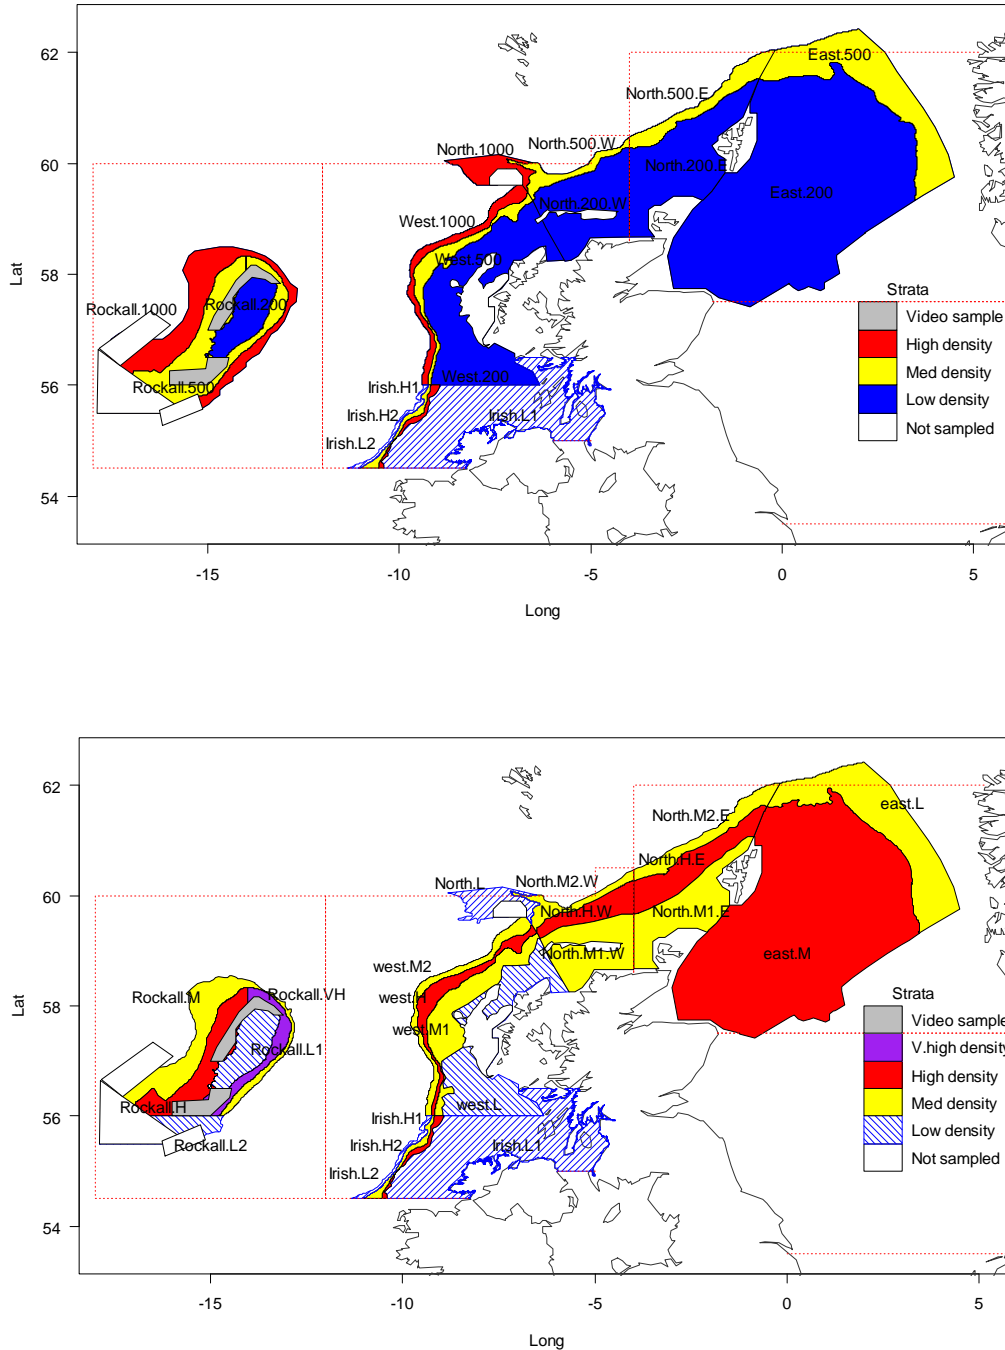 62
60
58
56
54
Lat
-15
-10
-5
0
5
Long
East.500
North.500.E
North.500.W
North.1000
North.200.E
North.200.W
East.200
West.1000
West.500
Rockall.200
Rockall.1000
Rockall.500
West.200
Irish.H1
Irish.H2
Irish.L1
Irish.L2
Strata
Video sample
High density
Med density
Low density
Not sampled
62
60
58
56
54
Lat
-15
-10
-5
0
5
Long
east.L
North.M2.E
North.H.E
North.L
North.M2.W
North.H.W
North.M1.E
North.M1.W
east.M
west.M2
west.H
west.M1
Rockall.M
Rockall.VH
Rockall.L1
Rockall.H
Rockall.L2
west.L
Irish.H1
Irish.H2
Irish.L1
Irish.L2
Strata
Video sample
V.high density
High density
Med density
Low density
Not sampled